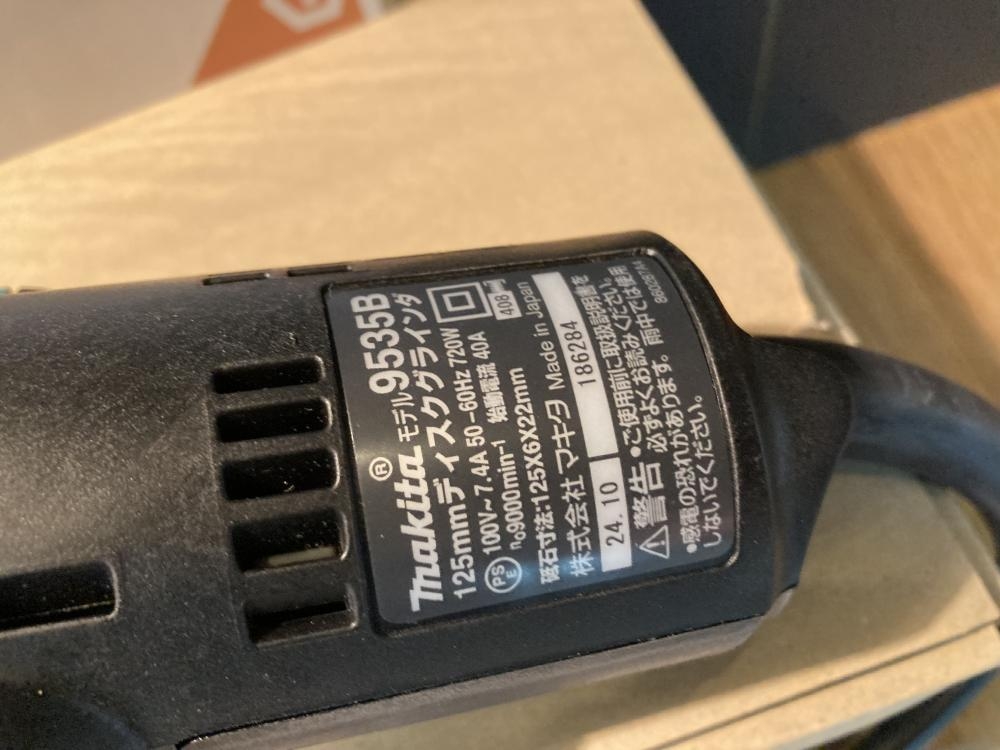 makita® モデル 9535B
125mmディスクグラインダ
PSE 100V～7.4A 50-60Hz 720W
n₀9000min-1 始動電流 40A
408
砥石寸法:125X6X22mm
株式会社 マキタ Made in Japan
24. 10 186284
⚠警告 •ご使用前に取扱説明書を
必ずよくお読みください。
•感電の恐れがあります。雨中では使用
しないでください。